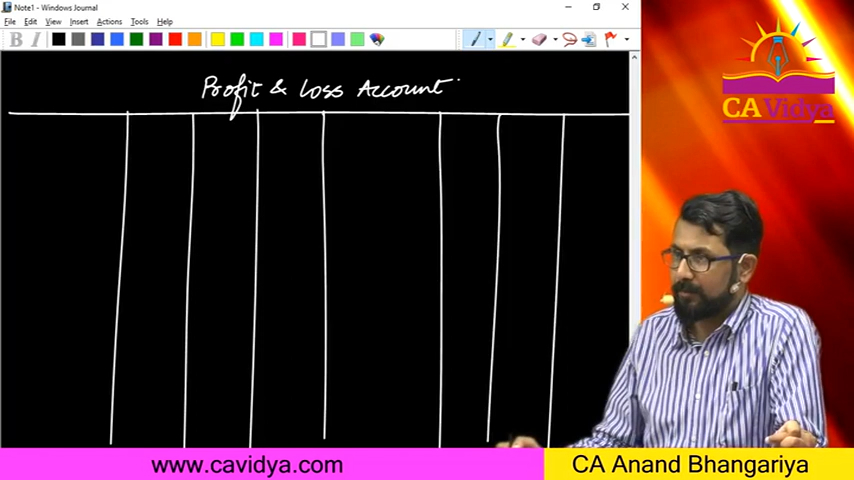 Note1 - Windows Journal
File Edit View Insert Actions Tools Help
B I
Profit & Loss Account
CA Vidya
www.cavidya.com
CA Anand Bhangariya